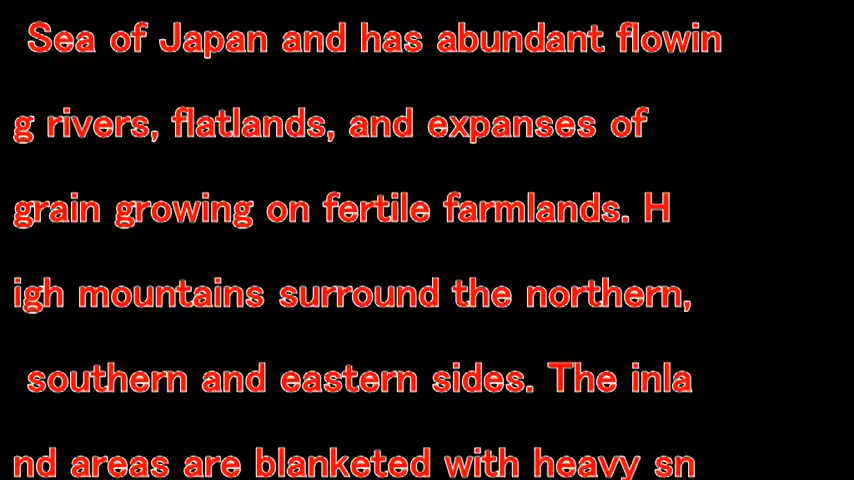 Sea of Japan and has abundant flowin
g rivers, flatlands, and expanses of
grain growing on fertile farmlands. H
igh mountains surround the northern,
southern and eastern sides. The inla
nd areas are blanketed with heavy sn